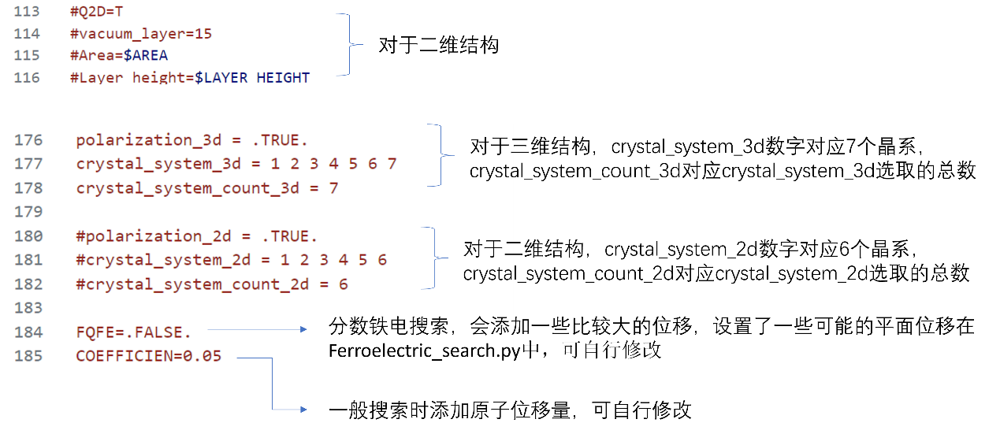 113 #Q2D=T
114 #vacuum_layer=15
115 #Area=$AREA
116 #Layer height=$LAYER HEIGHT
对于二维结构
176 polarization_3d = .TRUE.
177 crystal_system_3d = 1 2 3 4 5 6 7
178 crystal_system_count_3d = 7
对于三维结构，crystal_system_3d数字对应7个晶系，
crystal_system_count_3d对应crystal_system_3d选取的总数
179
180 #polarization_2d = .TRUE.
181 #crystal_system_2d = 1 2 3 4 5 6
182 #crystal_system_count_2d = 6
对于二维结构，crystal_system_2d数字对应6个晶系，
crystal_system_count_2d对应crystal_system_2d选取的总数
183
184 FQFE=.FALSE.
分数铁电搜索，会添加一些比较大的位移，设置了一些可能的平面位移在
Ferroelectric_search.py中，可自行修改
185 COEFFICIEN=0.05
一般搜索时添加原子位移量，可自行修改